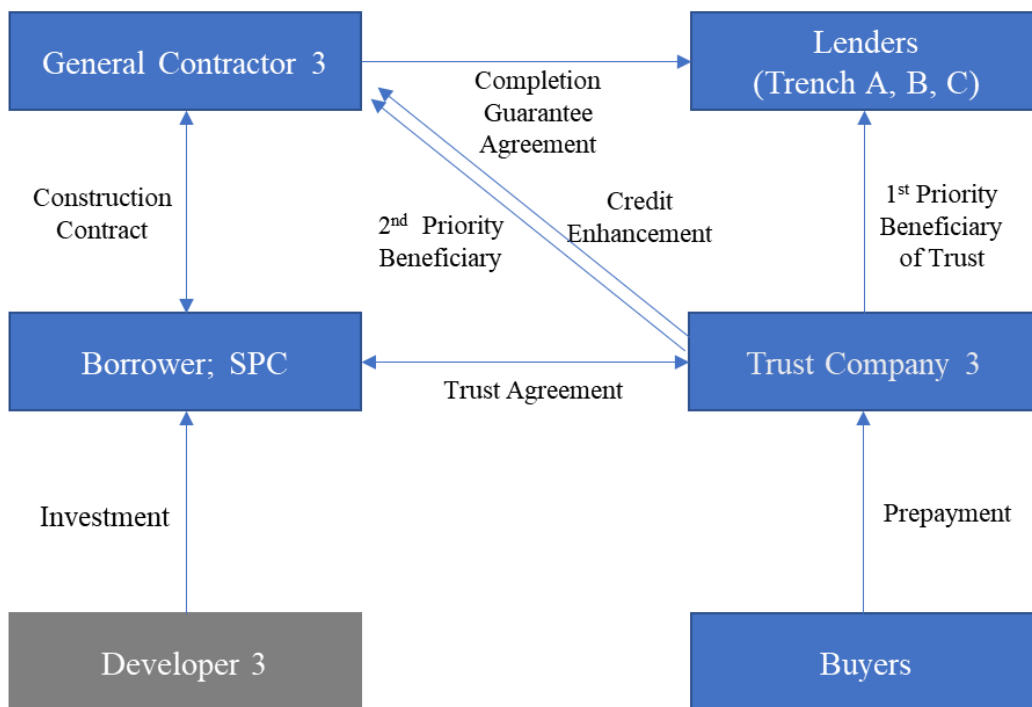 General Contractor 3
Lenders
(Trench A, B, C)
Completion
Guarantee
Agreement
Construction
Contract
2nd Priority
Beneficiary
Credit
Enhancement
1st Priority
Beneficiary
of Trust
Borrower; SPC
Trust Agreement
Trust Company 3
Investment
Prepayment
Developer 3
Buyers